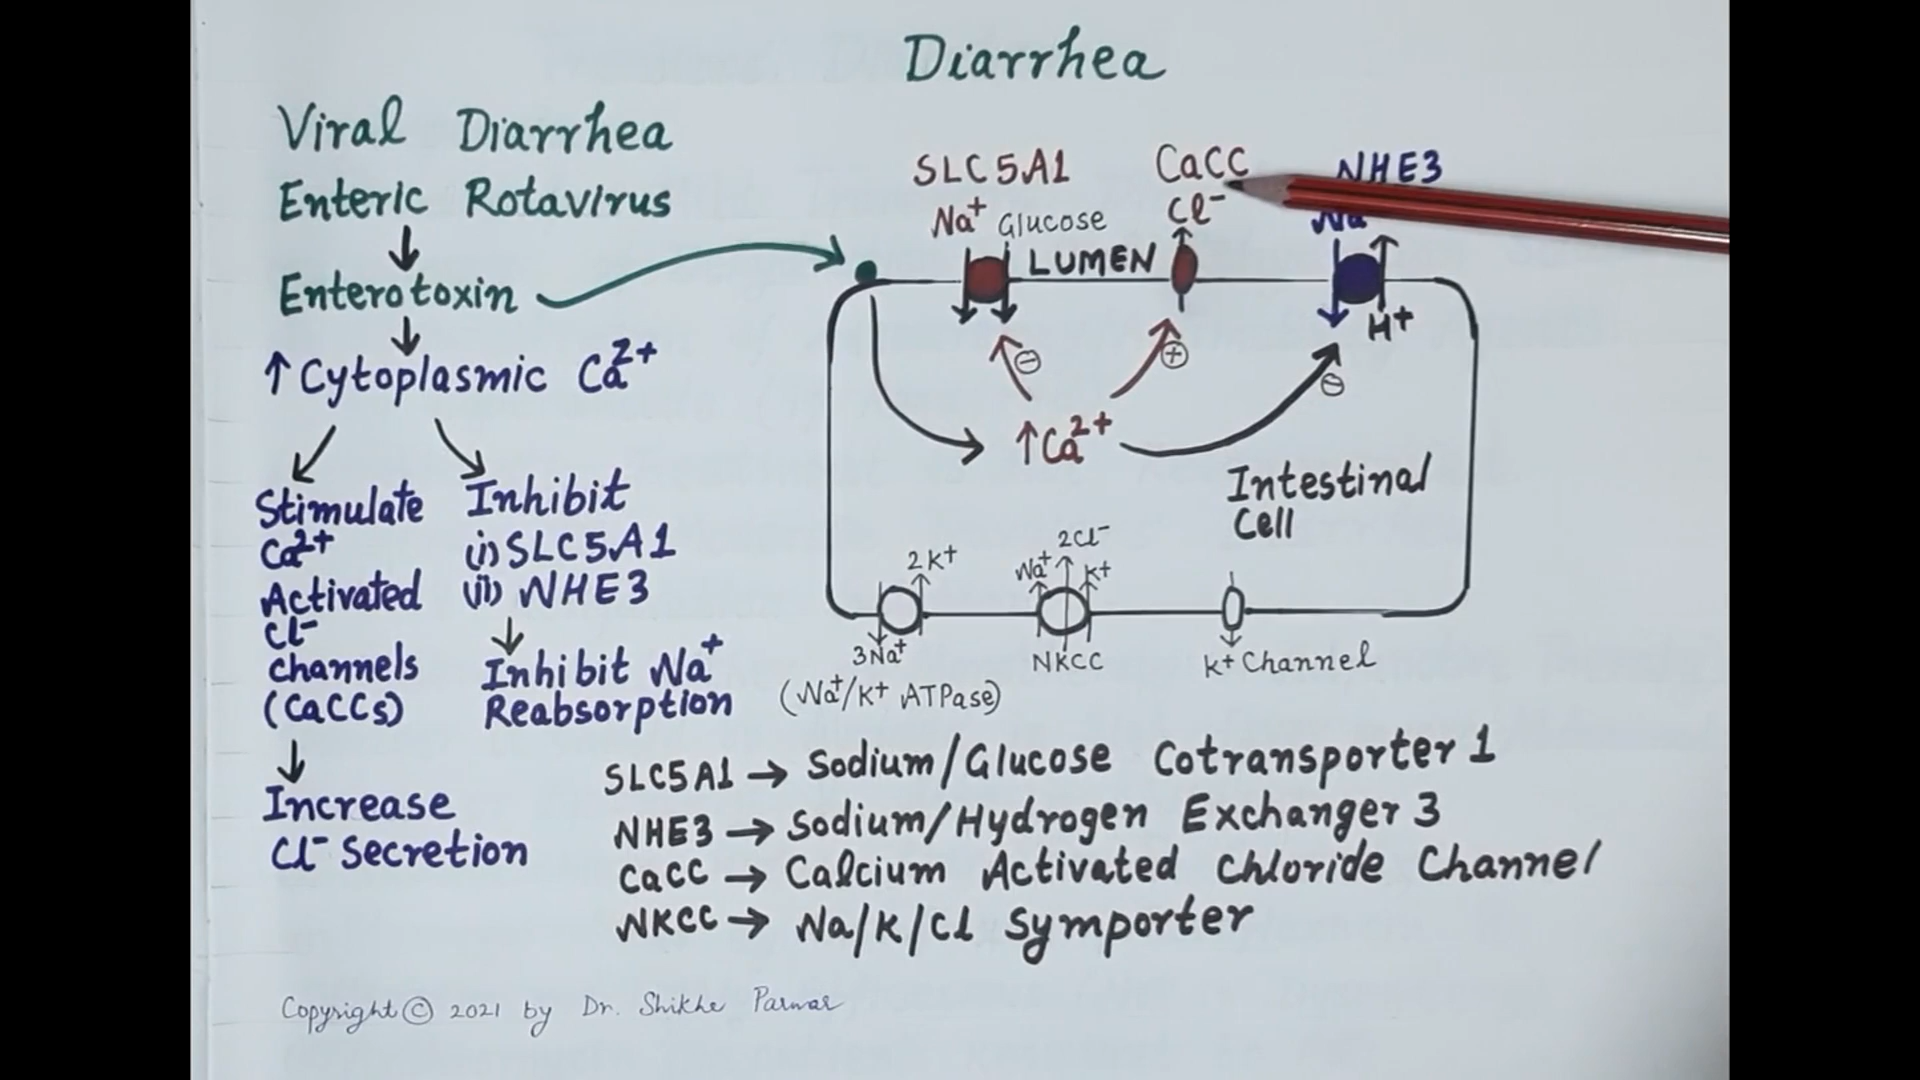 Diarrhea
Viral Diarrhea
Enteric Rotavirus
Enterotoxin
↑ Cytoplasmic Ca²⁺
Stimulate
Ca²⁺
Activated
Cl⁻
channels
(CaCCs)
Increase
Cl⁻ Secretion
Inhibit
(i) SLC5A1
(ii) NHE3
Inhibit Na⁺
Reabsorption
SLC5A1
Na⁺ Glucose
CaCC
Cl⁻
NHE3
LUMEN
H⁺
⊖
⊕
⊖
↑Ca²⁺
Intestinal
Cell
2K⁺
3Na⁺
(Na⁺/K⁺ ATPase)
2Cl⁻
Na⁺ K⁺
NKCC
K⁺ Channel
SLC5A1 → Sodium/Glucose Cotransporter 1
NHE3 → Sodium/Hydrogen Exchanger 3
CaCC → Calcium Activated Chloride Channel
NKCC → Na/K/Cl Symporter
Copyright © 2021 by Dr. Shikha Parmar